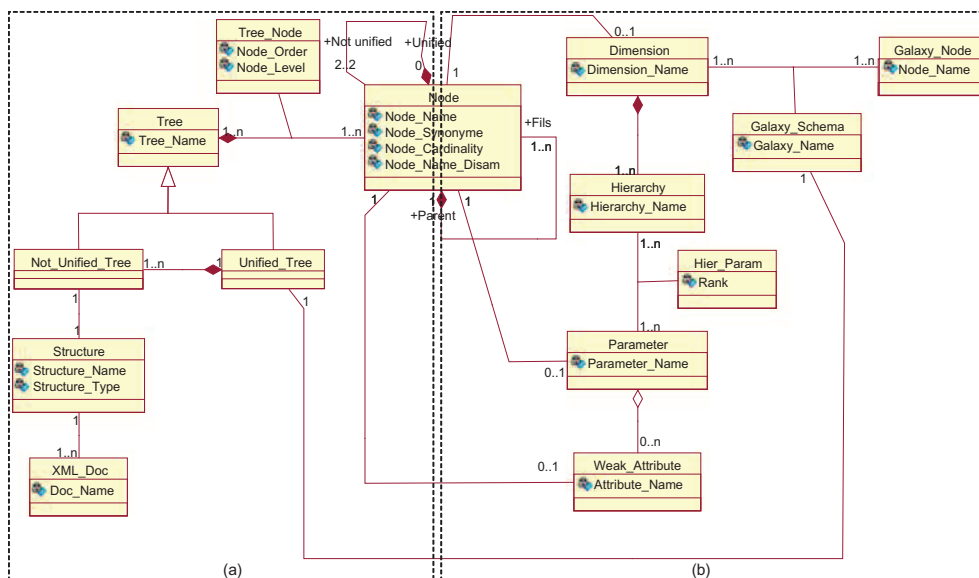 Tree_Node
Node_Order
Node_Level
+Not unified
2..2
+Unified
0
1
0..1
Dimension
Dimension_Name
1..n
1..n
Galaxy_Node
Node_Name
Node
Node_Name
Node_Synonyme
Node_Cardinality
Node_Name_Disam
+Fils
1..n
Tree
Tree_Name
1..n
1..n
Galaxy_Schema
Galaxy_Name
1
1..n
Hierarchy
Hierarchy_Name
1..n
1
1
1
+Parent
Not_Unified_Tree
1..n
1
Unified_Tree
1
1
Hier_Param
Rank
1
Structure
Structure_Name
Structure_Type
1
1..n
Parameter
Parameter_Name
0..1
0..n
1..n
XML_Doc
Doc_Name
0..1
Weak_Attribute
Attribute_Name
(a)
(b)